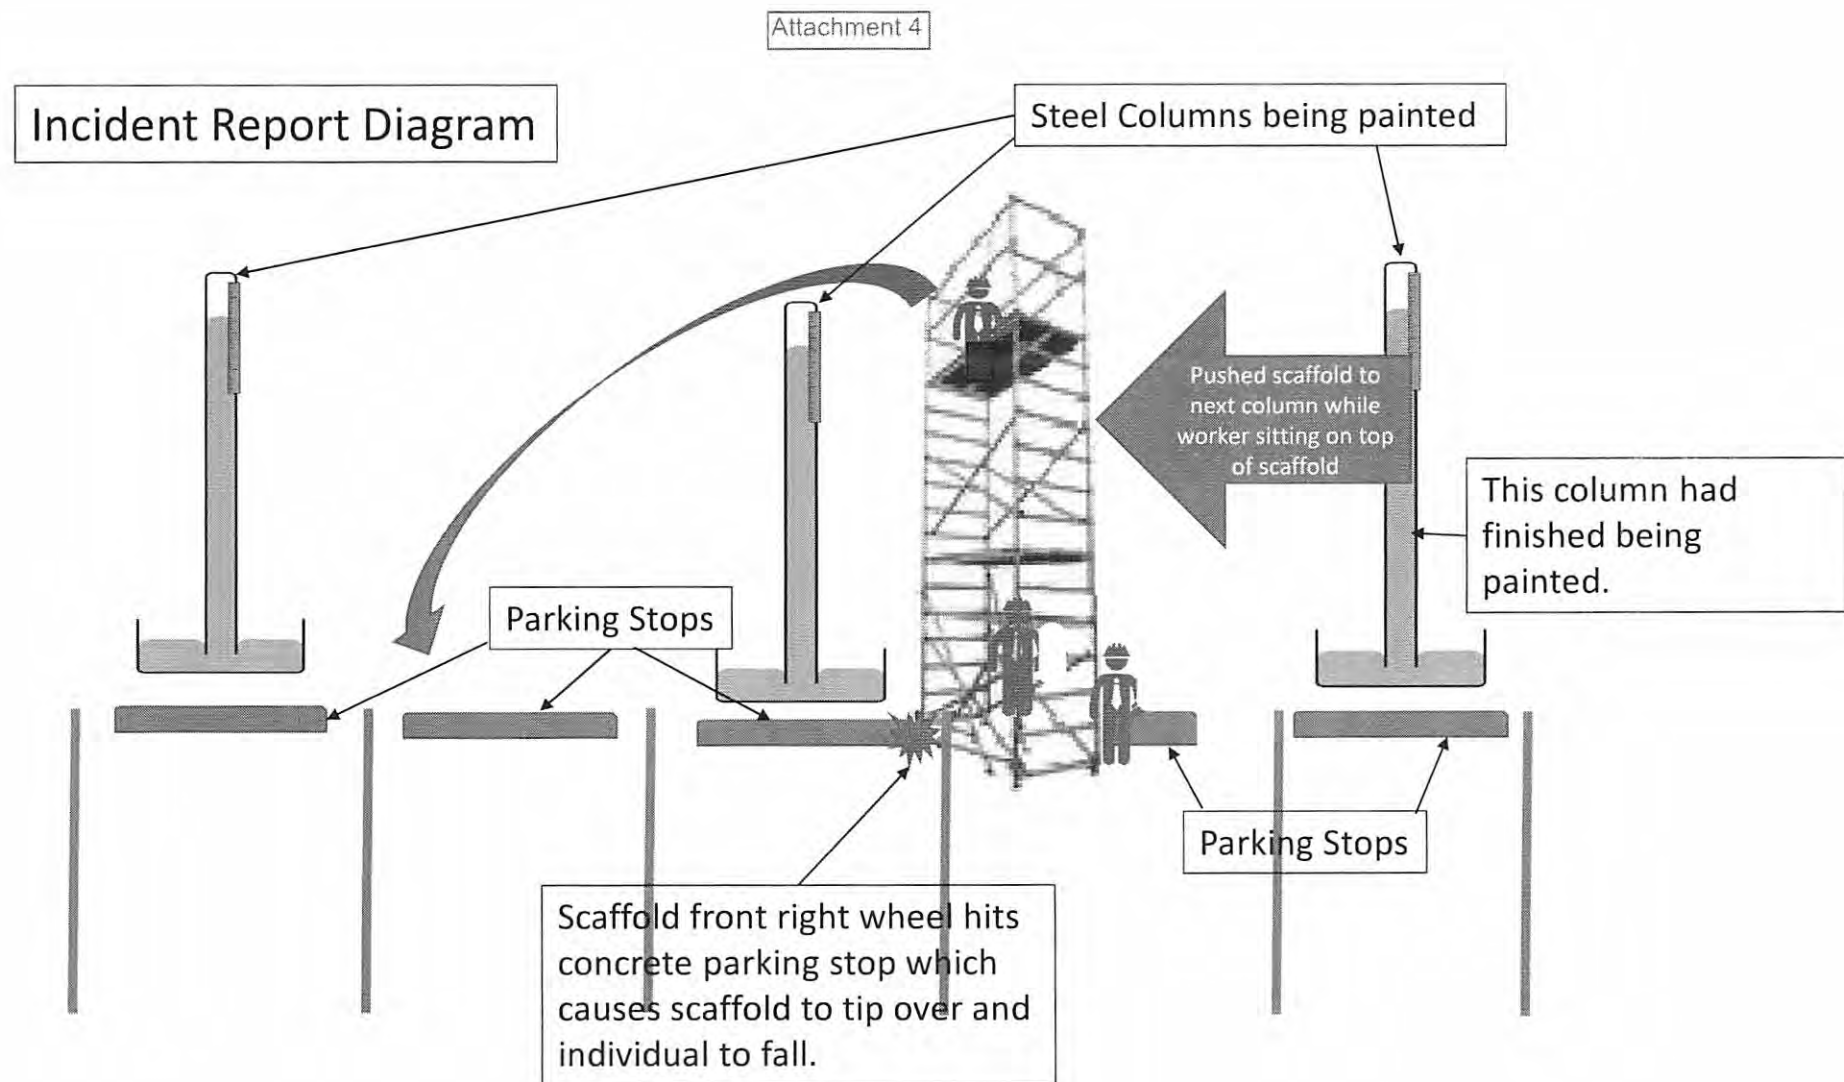 Attachment 4
Incident Report Diagram
Steel Columns being painted
Pushed scaffold to
next column while
worker sitting on top
of scaffold
This column had
finished being
painted.
Parking Stops
Parking Stops
Scaffold front right wheel hits
concrete parking stop which
causes scaffold to tip over and
individual to fall.